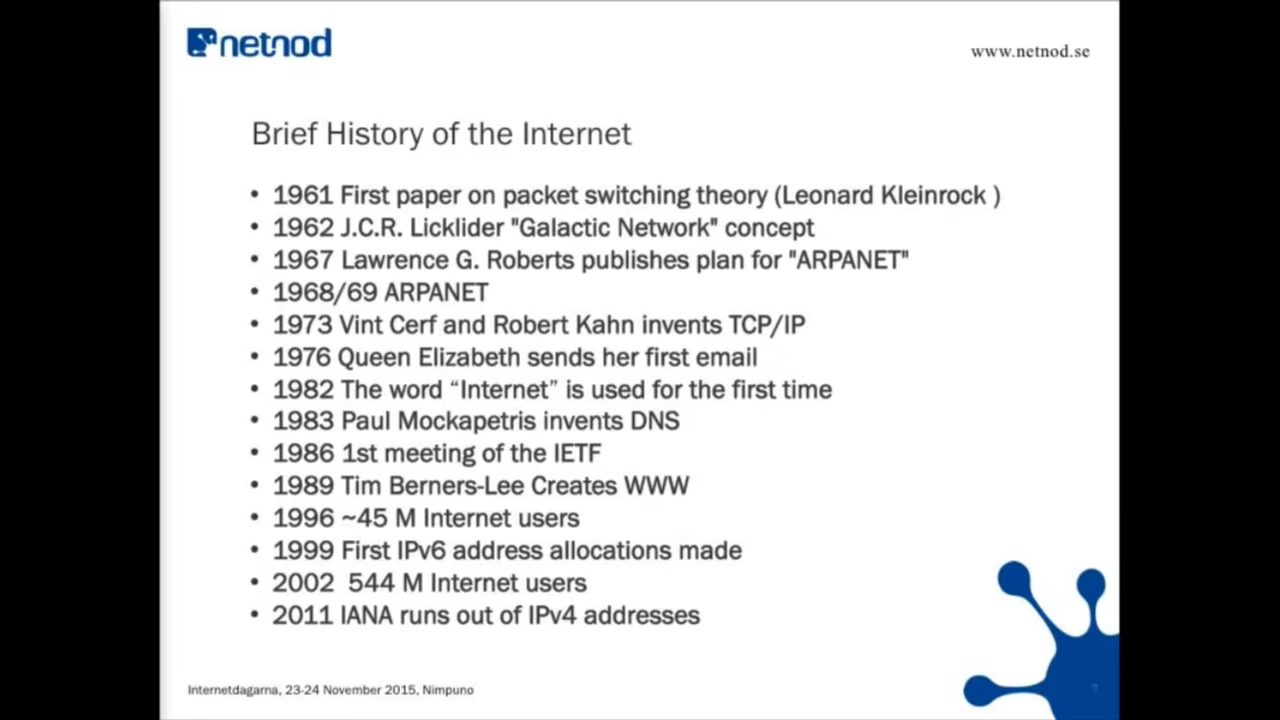 netnod
www.netnod.se
Brief History of the Internet
• 1961 First paper on packet switching theory (Leonard Kleinrock )
• 1962 J.C.R. Licklider "Galactic Network" concept
• 1967 Lawrence G. Roberts publishes plan for "ARPANET"
• 1968/69 ARPANET
• 1973 Vint Cerf and Robert Kahn invents TCP/IP
• 1976 Queen Elizabeth sends her first email
• 1982 The word “Internet” is used for the first time
• 1983 Paul Mockapetris invents DNS
• 1986 1st meeting of the IETF
• 1989 Tim Berners-Lee Creates WWW
• 1996 ~45 M Internet users
• 1999 First IPv6 address allocations made
• 2002  544 M Internet users
• 2011 IANA runs out of IPv4 addresses
Internetdagarna, 23-24 November 2015, Nimpuno
7